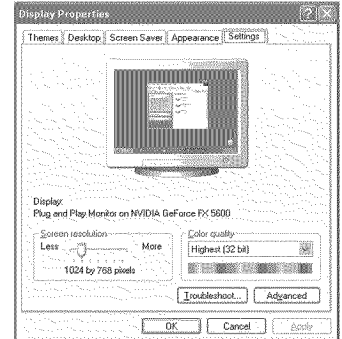 Display Properties
Themes Desktop Screen Saver Appearance Settings
Display:
Plug and Play Monitor on NVIDIA GeForce FX 5600
Screen resolution
Less More
1024 by 768 pixels
Color quality
Highest (32 bit)
Troubleshoot... Advanced
OK Cancel Apply